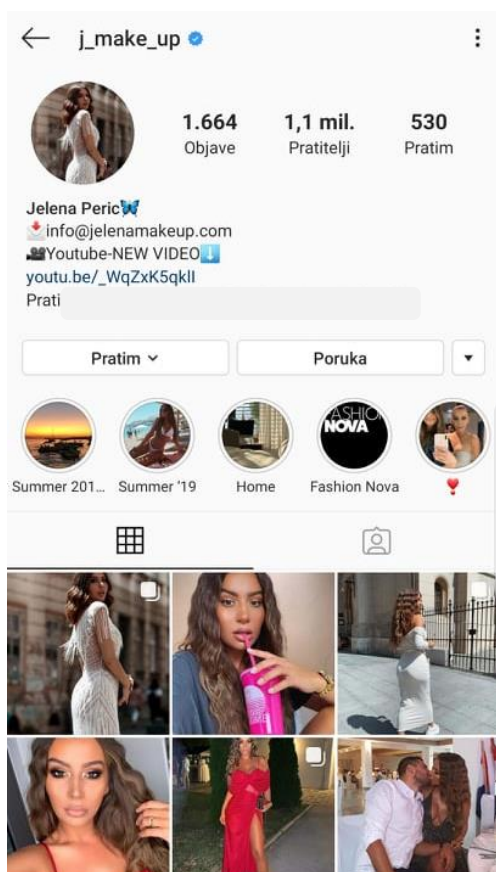 j_make_up
1.664
1,1 mil.
530
Objave
Pratitelji
Pratim
Jelena Peric🦋
📩info@jelenamakeup.com
🎥Youtube-NEW VIDEO⬇️
youtu.be/_WqZxK5qklI
Prati
Pratim
Poruka
FASHION
NOVA
Summer 201...
Summer '19
Home
Fashion Nova
❣️